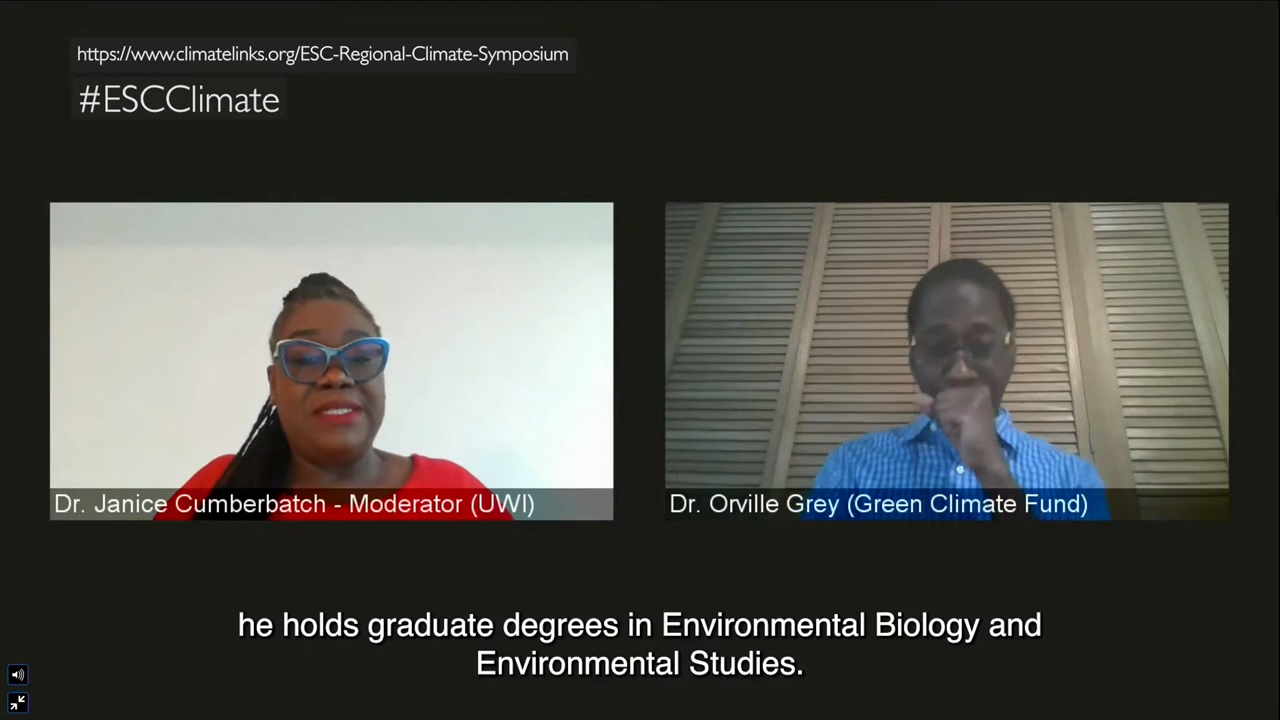 https://www.climatelinks.org/ESC-Regional-Climate-Symposium
#ESCClimate
Dr. Janice Cumberbatch - Moderator (UWI)
Dr. Orville Grey (Green Climate Fund)
he holds graduate degrees in Environmental Biology and
Environmental Studies.